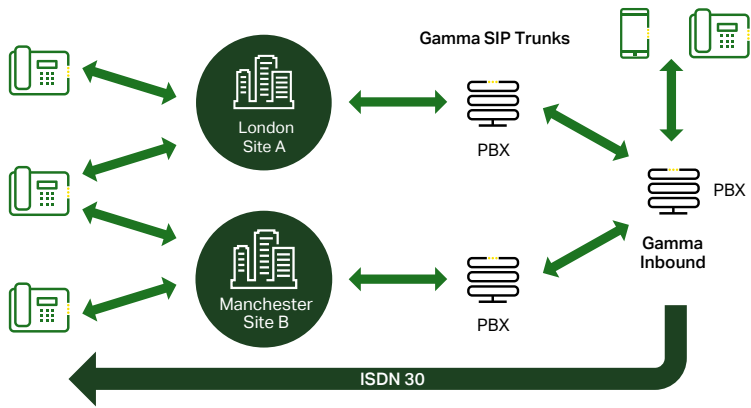 Gamma SIP Trunks
London
Site A
PBX
PBX
Gamma
Inbound
Manchester
Site B
PBX
ISDN 30